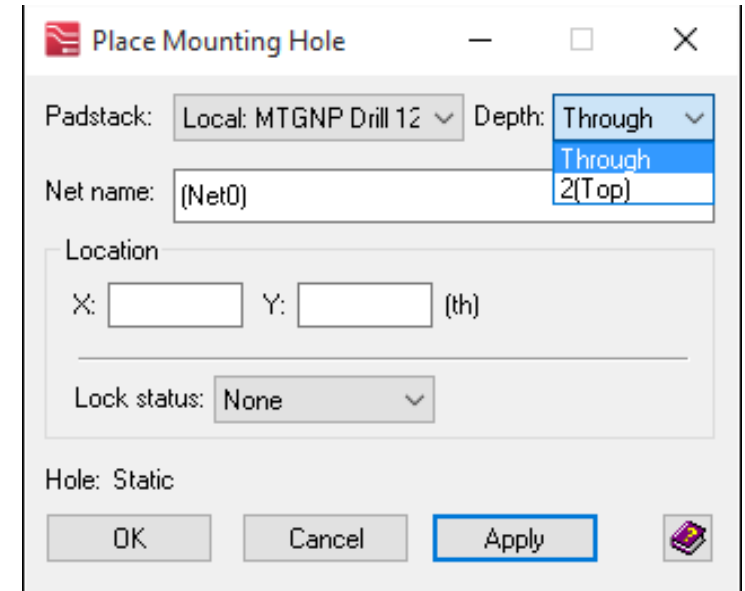 Place Mounting Hole
Padstack: Local: MTGNP Drill 12 Depth: Through
Through
2(Top)
Net name: (Net0)
Location
X: Y: (th)
Lock status: None
Hole: Static
OK Cancel Apply